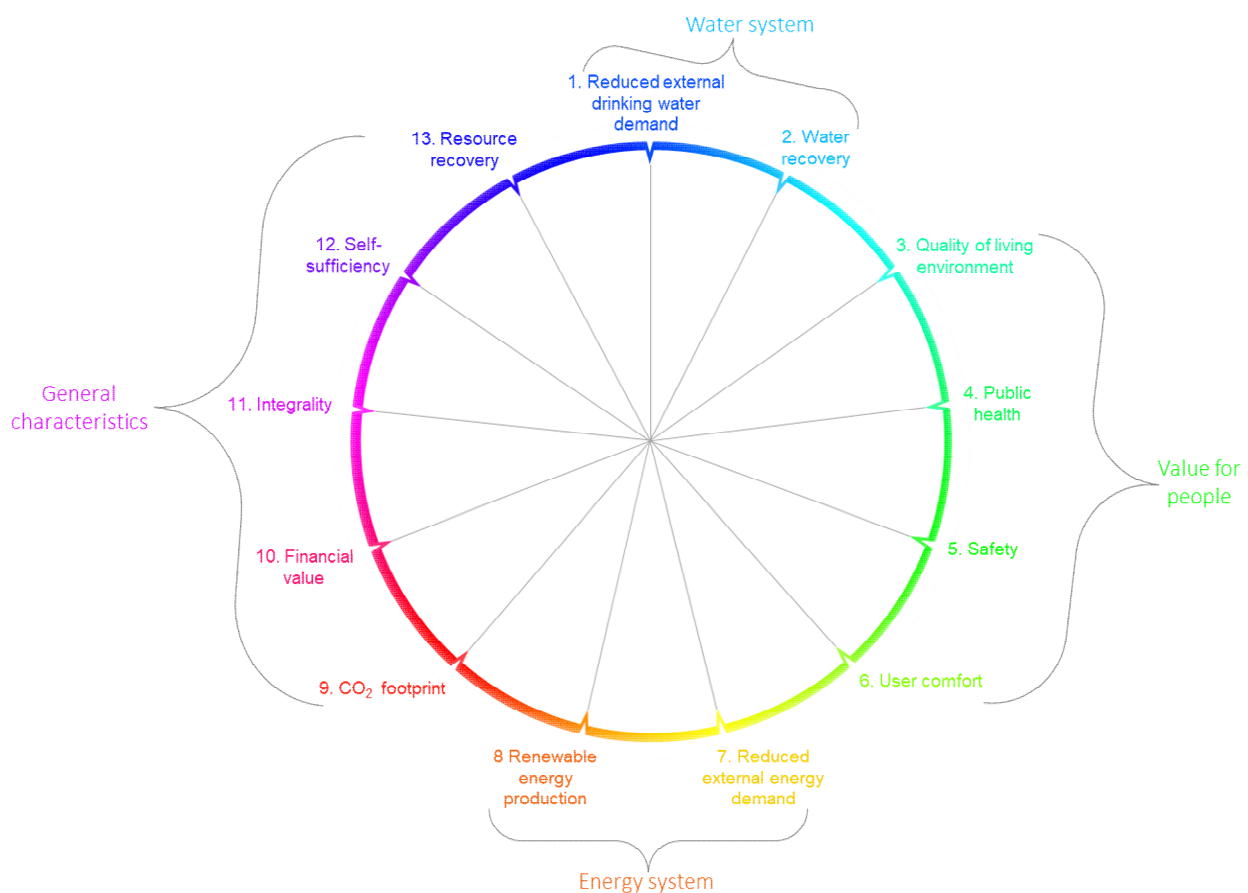 Water system
1. Reduced external
drinking water
demand
2. Water
recovery
3. Quality of living
environment
4. Public
health
Value for
people
5. Safety
6. User comfort
7. Reduced
external energy
demand
Energy system
8 Renewable
energy
production
9. CO₂ footprint
10. Financial
value
11. Integrality
General
characteristics
12. Self-
sufficiency
13. Resource
recovery